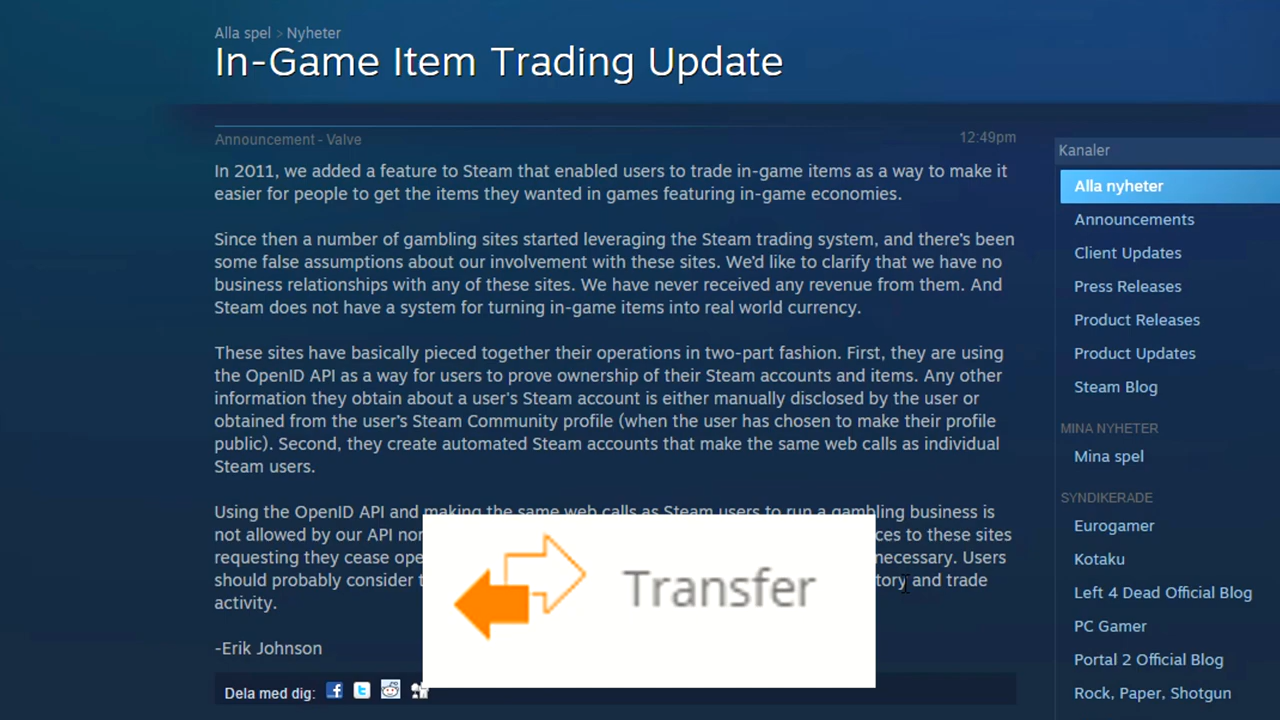 Alla spel > Nyheter
In-Game Item Trading Update
Announcement - Valve
12:49pm
In 2011, we added a feature to Steam that enabled users to trade in-game items as a way to make it
easier for people to get the items they wanted in games featuring in-game economies.
Since then a number of gambling sites started leveraging the Steam trading system, and there's been
some false assumptions about our involvement with these sites. We'd like to clarify that we have no
business relationships with any of these sites. We have never received any revenue from them. And
Steam does not have a system for turning in-game items into real world currency.
These sites have basically pieced together their operations in two-part fashion. First, they are using
the OpenID API as a way for users to prove ownership of their Steam accounts and items. Any other
information they obtain about a user's Steam account is either manually disclosed by the user or
obtained from the user's Steam Community profile (when the user has chosen to make their profile
public). Second, they create automated Steam accounts that make the same web calls as individual
Steam users.
Using the OpenID API and making the same web calls as Steam users to run a gambling business is
not allowed by our API nor ces to these sites
requesting they cease ope necessary. Users
should probably consider t tory and trade
activity.
-Erik Johnson
Dela med dig:
Transfer
Kanaler
Alla nyheter
Announcements
Client Updates
Press Releases
Product Releases
Product Updates
Steam Blog
MINA NYHETER
Mina spel
SYNDIKERADE
Eurogamer
Kotaku
Left 4 Dead Official Blog
PC Gamer
Portal 2 Official Blog
Rock, Paper, Shotgun